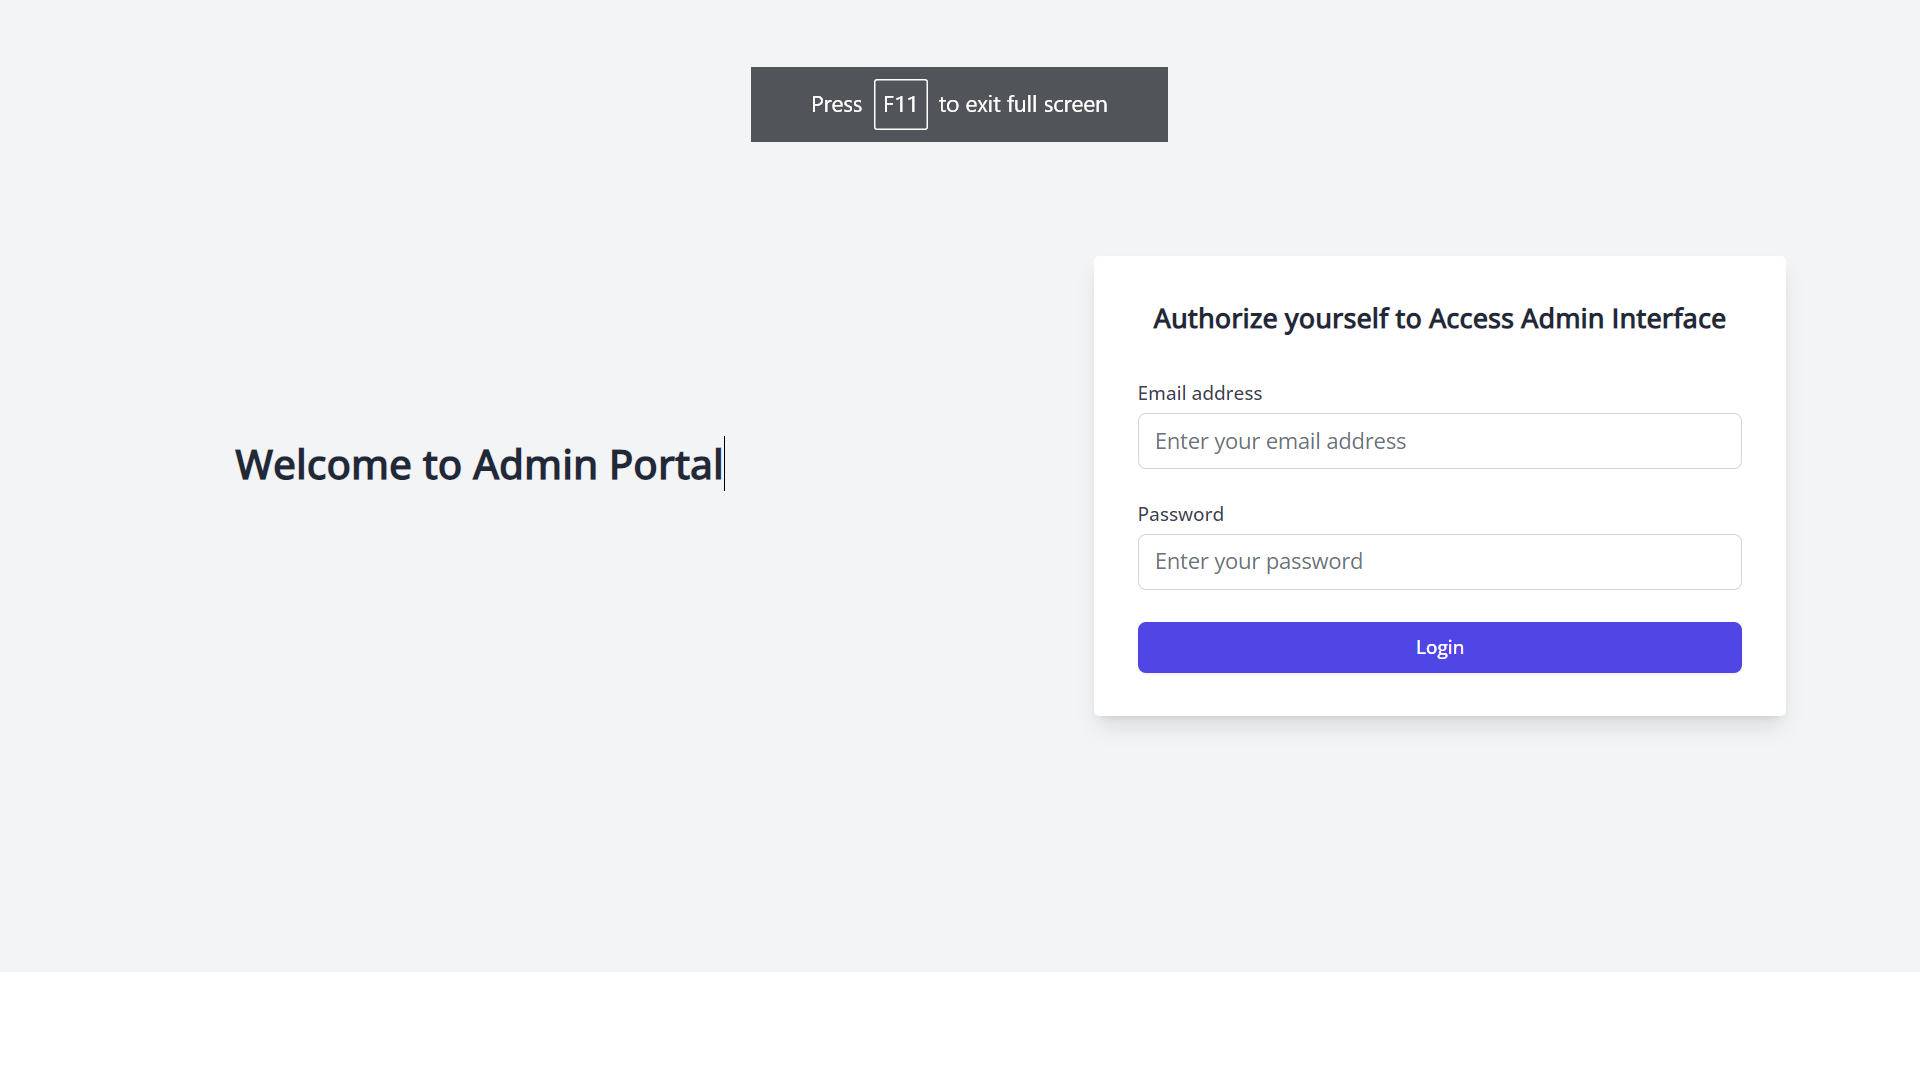 Press F11 to exit full screen
Authorize yourself to Access Admin Interface
Email address
Enter your email address
Welcome to Admin Portal
Password
Enter your password
Login